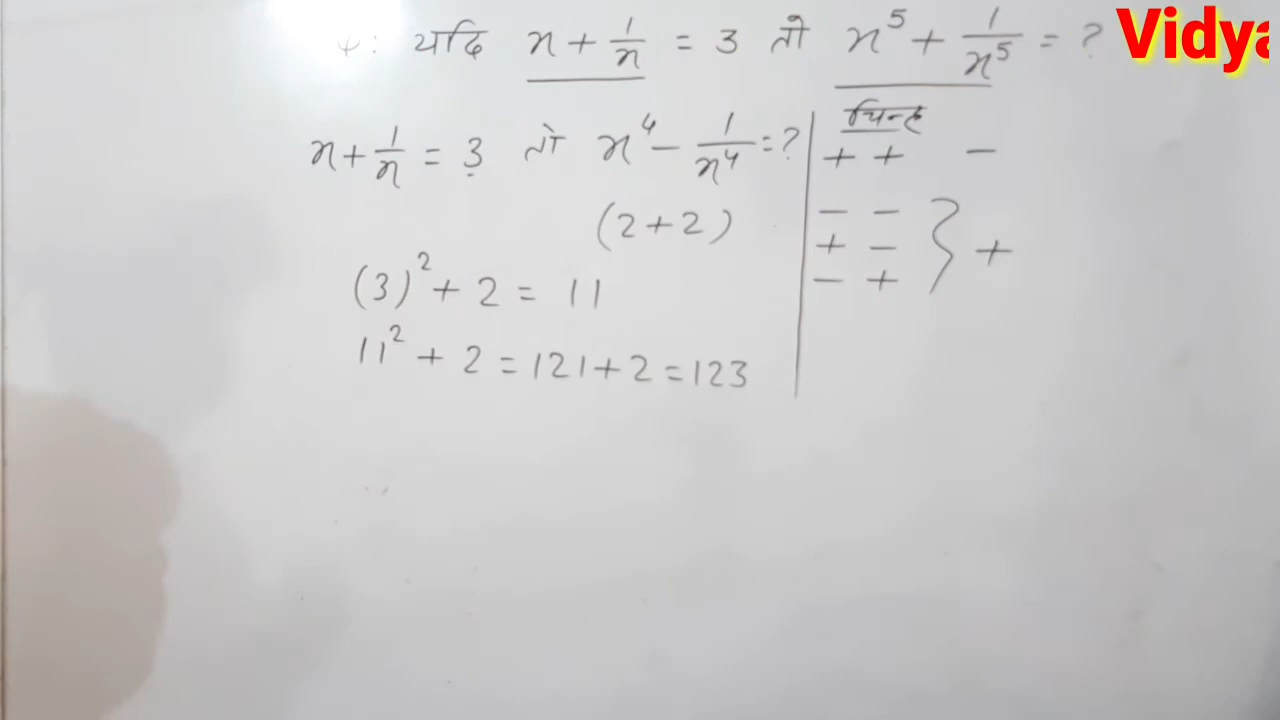 यदि x + 1/x = 3 तो x⁵ + 1/x⁵ = ?
Vidya
x + 1/x = 3 तो x⁴ - 1/x⁴ = ?
(2 + 2)
(3)² + 2 = 11
11² + 2 = 121 + 2 = 123
चिन्ह
+ + -
- -
+ - } +
- +